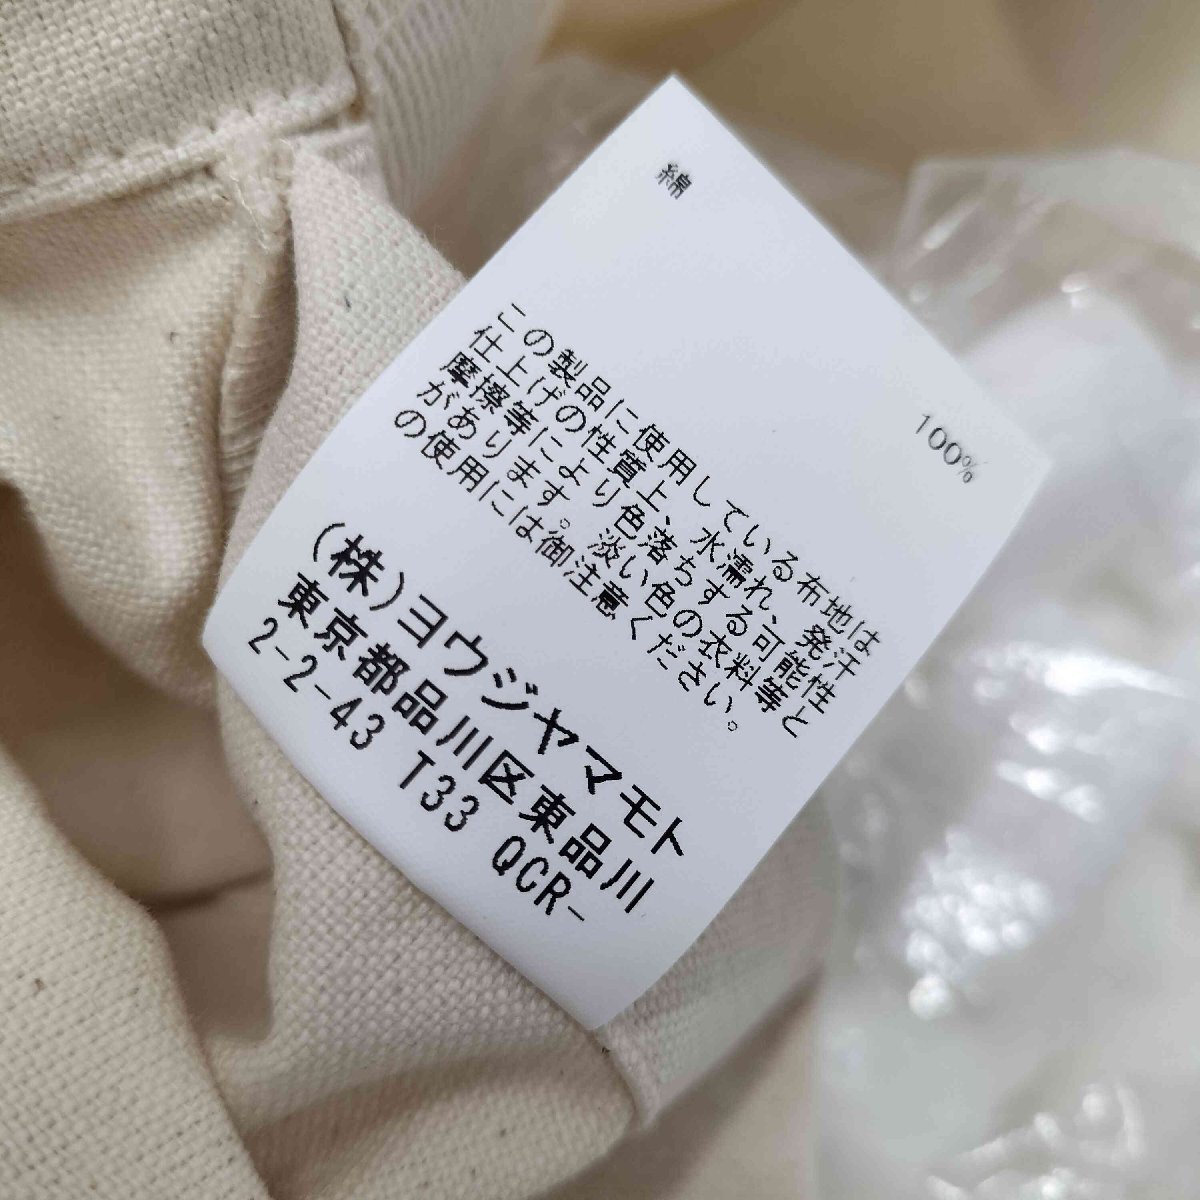 綿 100%
この製品に使用している布地は
仕上げの性質上、水濡れ、発汗
摩擦等により色落ちする可能性
があります。淡い色の衣料等と
の使用には御注意ください。
(株)ヨウジヤマモト
東京都品川区東品川
2-2-43 T33 QCR-